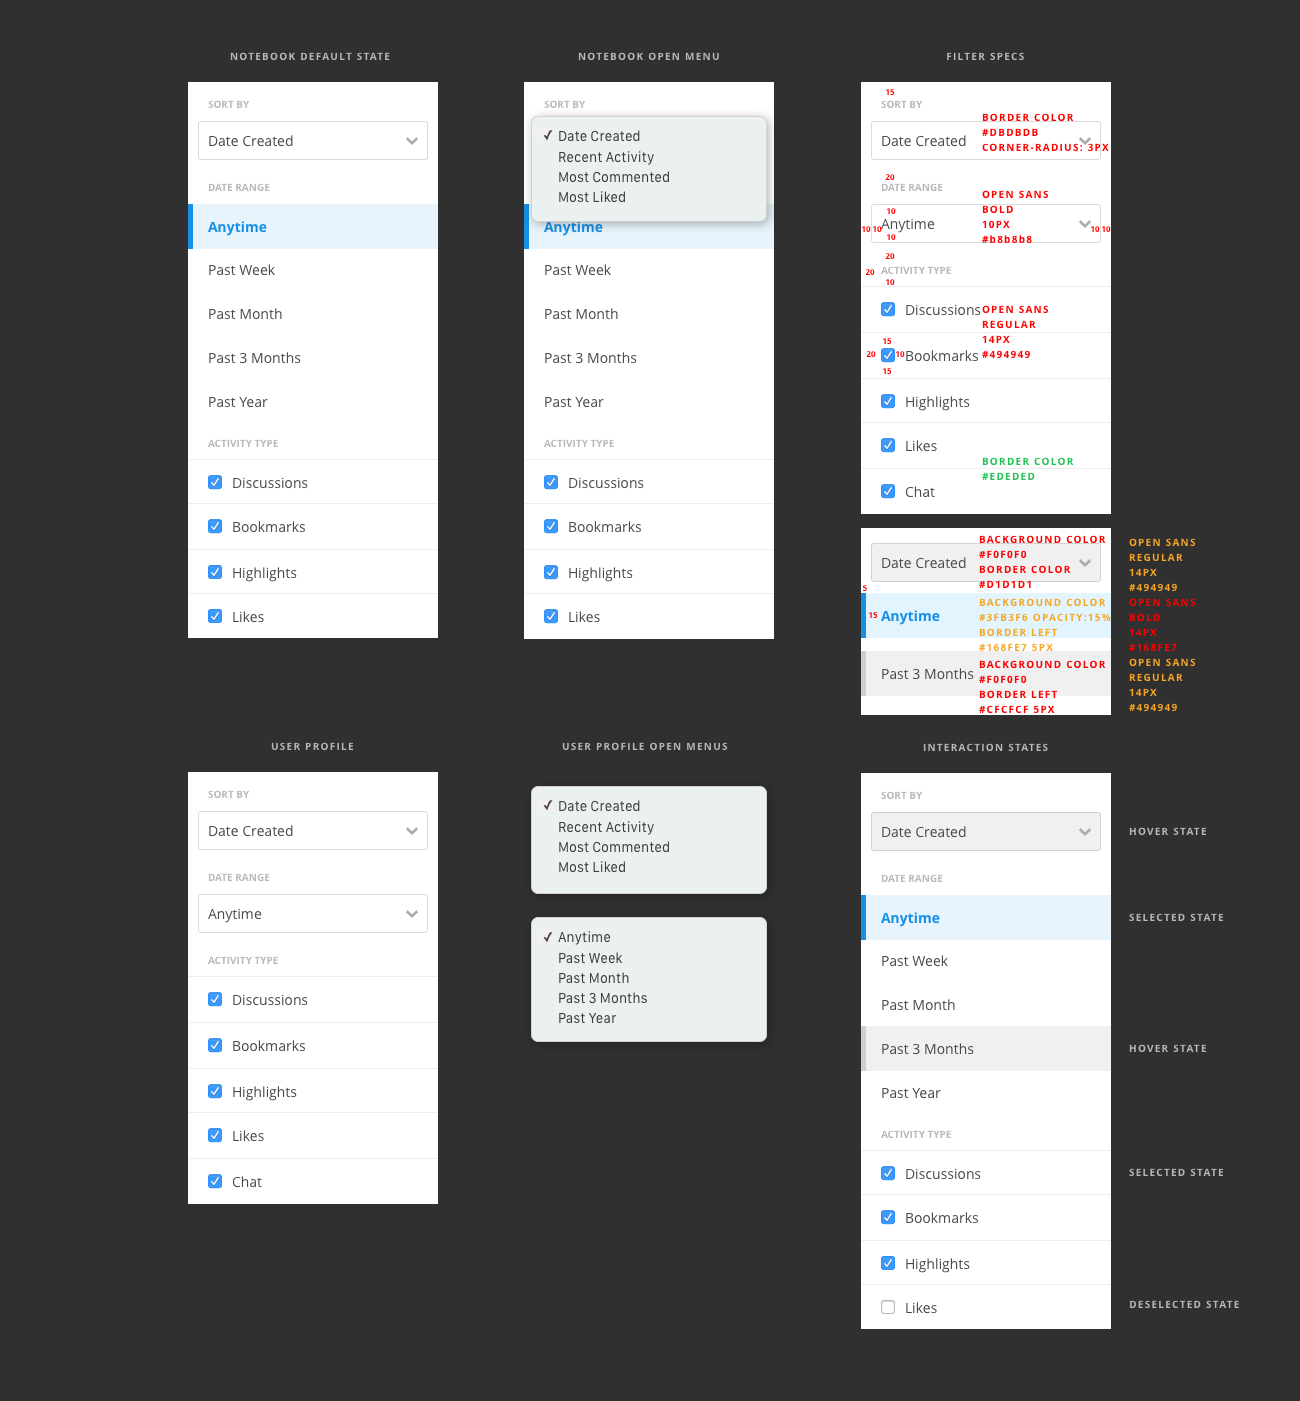 NOTEBOOK DEFAULT STATE
SORT BY
Date Created
DATE RANGE
Anytime
Past Week
Past Month
Past 3 Months
Past Year
ACTIVITY TYPE
Discussions
Bookmarks
Highlights
Likes
NOTEBOOK OPEN MENU
SORT BY
✓ Date Created
Recent Activity
Most Commented
Most Liked
Anytime
Past Week
Past Month
Past 3 Months
Past Year
ACTIVITY TYPE
Discussions
Bookmarks
Highlights
Likes
FILTER SPECS
15
SORT BY
BORDER COLOR
#DBDBDB
CORNER-RADIUS: 3PX
Date Created
20
DATE RANGE
OPEN SANS
BOLD
10PX
#b8b8b8
10
Anytime
10 10
10 10
10
20
20
ACTIVITY TYPE
10
Discussions
OPEN SANS
REGULAR
14PX
#494949
15
20
10
Bookmarks
15
Highlights
Likes
BORDER COLOR
#EDEDED
Chat
BACKGROUND COLOR
#F0F0F0
BORDER COLOR
#D1D1D1
Date Created
OPEN SANS
REGULAR
14PX
#494949
5
15
Anytime
BACKGROUND COLOR
#3FB3F6 OPACITY:15%
BORDER LEFT
#168FE7 5PX
OPEN SANS
BOLD
14PX
#168FE7
Past 3 Months
BACKGROUND COLOR
#F0F0F0
BORDER LEFT
#CFCFCF 5PX
OPEN SANS
REGULAR
14PX
#494949
USER PROFILE
SORT BY
Date Created
DATE RANGE
Anytime
ACTIVITY TYPE
Discussions
Bookmarks
Highlights
Likes
Chat
USER PROFILE OPEN MENUS
✓ Date Created
Recent Activity
Most Commented
Most Liked
✓ Anytime
Past Week
Past Month
Past 3 Months
Past Year
INTERACTION STATES
SORT BY
Date Created
HOVER STATE
DATE RANGE
Anytime
SELECTED STATE
Past Week
Past Month
Past 3 Months
HOVER STATE
Past Year
ACTIVITY TYPE
Discussions
SELECTED STATE
Bookmarks
Highlights
Likes
DESELECTED STATE